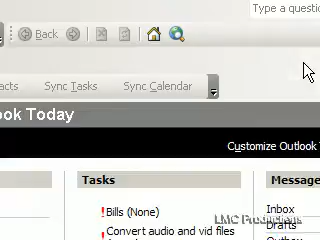 Type a questio
Back
acts Sync Tasks Sync Calendar
ook Today
Customize Outlook T
Tasks Message
Bills (None) Inbox
LMC Productions
Convert audio and vid files Drafts
Outbox